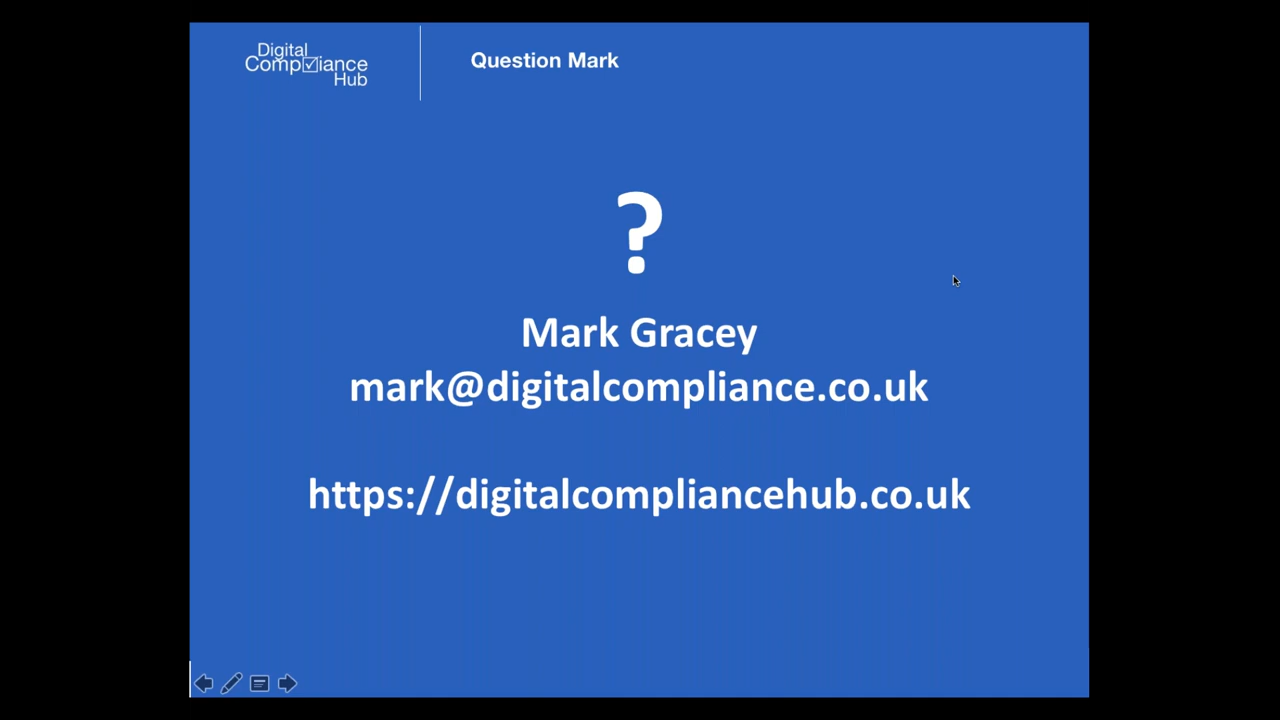 Digital
Compliance
Hub
Question Mark
?
Mark Gracey
mark@digitalcompliance.co.uk
https://digitalcompliancehub.co.uk